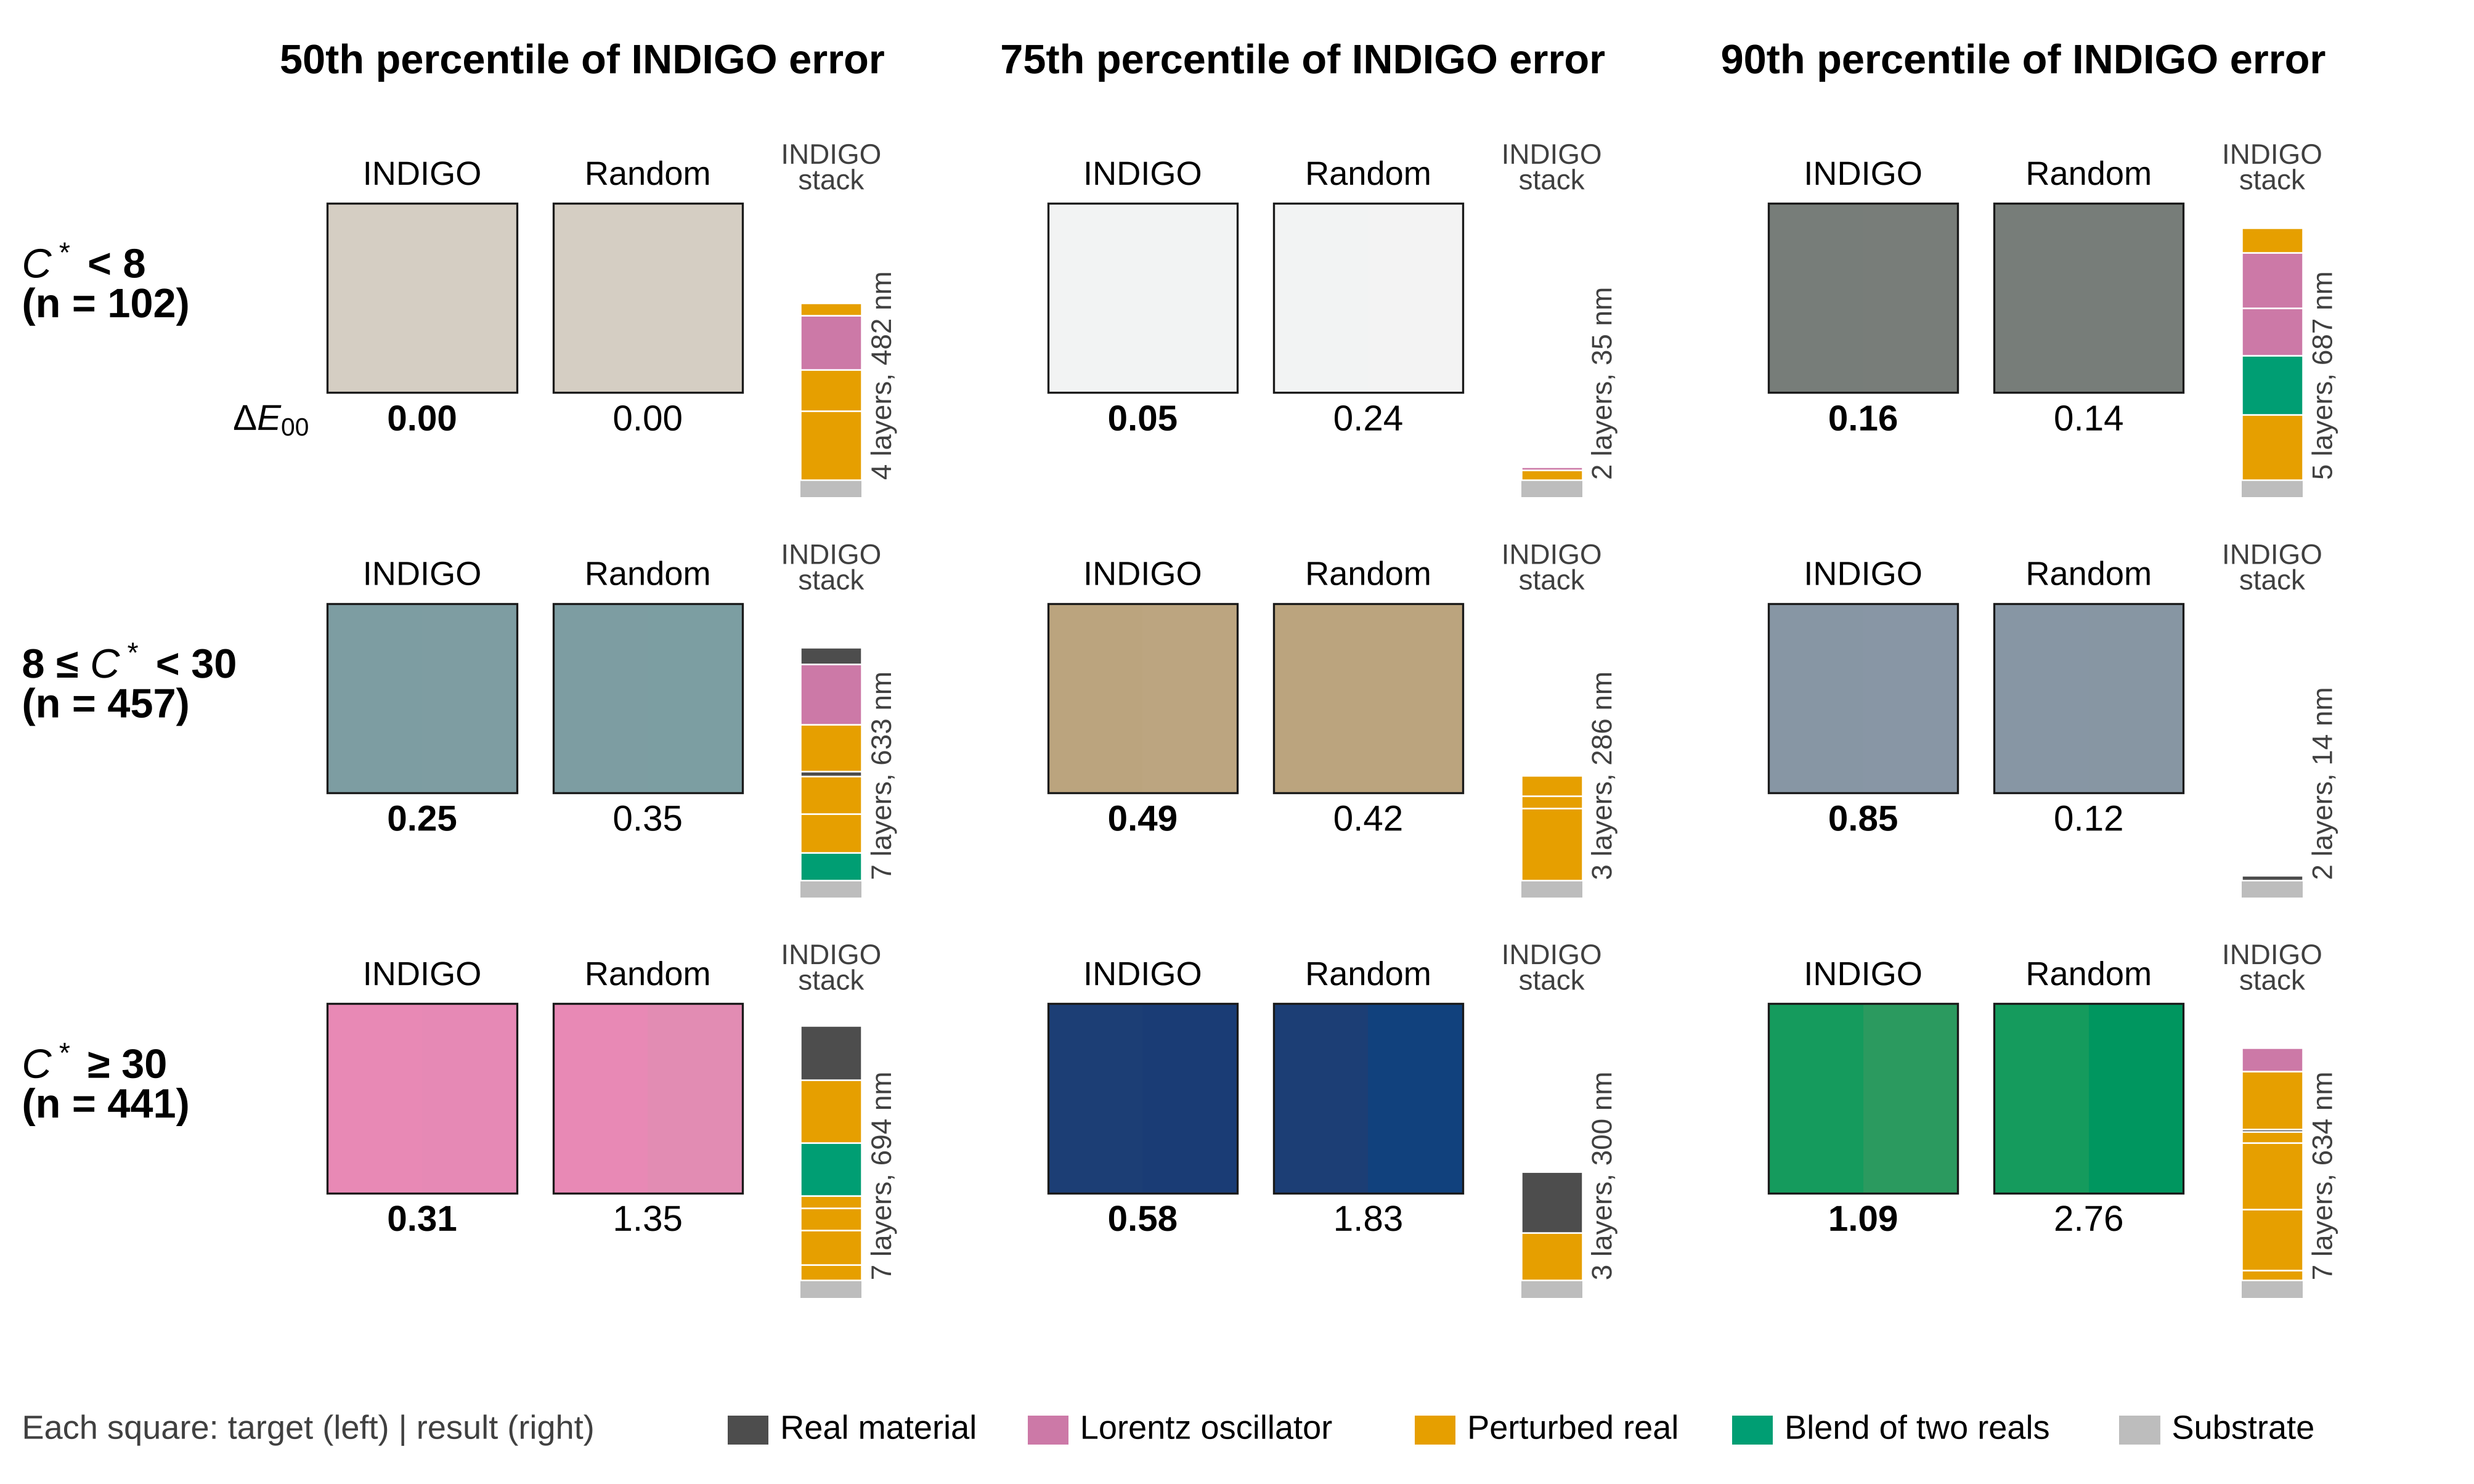 50th percentile of INDIGO error
75th percentile of INDIGO error
90th percentile of INDIGO error
C* < 8
(n = 102)
INDIGO
Random
INDIGO
stack
ΔE00
0.00
0.00
4 layers, 482 nm
INDIGO
Random
INDIGO
stack
0.05
0.24
2 layers, 35 nm
INDIGO
Random
INDIGO
stack
0.16
0.14
5 layers, 687 nm
8 ≤ C* < 30
(n = 457)
INDIGO
Random
INDIGO
stack
0.25
0.35
7 layers, 633 nm
INDIGO
Random
INDIGO
stack
0.49
0.42
3 layers, 286 nm
INDIGO
Random
INDIGO
stack
0.85
0.12
2 layers, 14 nm
C* ≥ 30
(n = 441)
INDIGO
Random
INDIGO
stack
0.31
1.35
7 layers, 694 nm
INDIGO
Random
INDIGO
stack
0.58
1.83
3 layers, 300 nm
INDIGO
Random
INDIGO
stack
1.09
2.76
7 layers, 634 nm
Each square: target (left) | result (right)
Real material
Lorentz oscillator
Perturbed real
Blend of two reals
Substrate